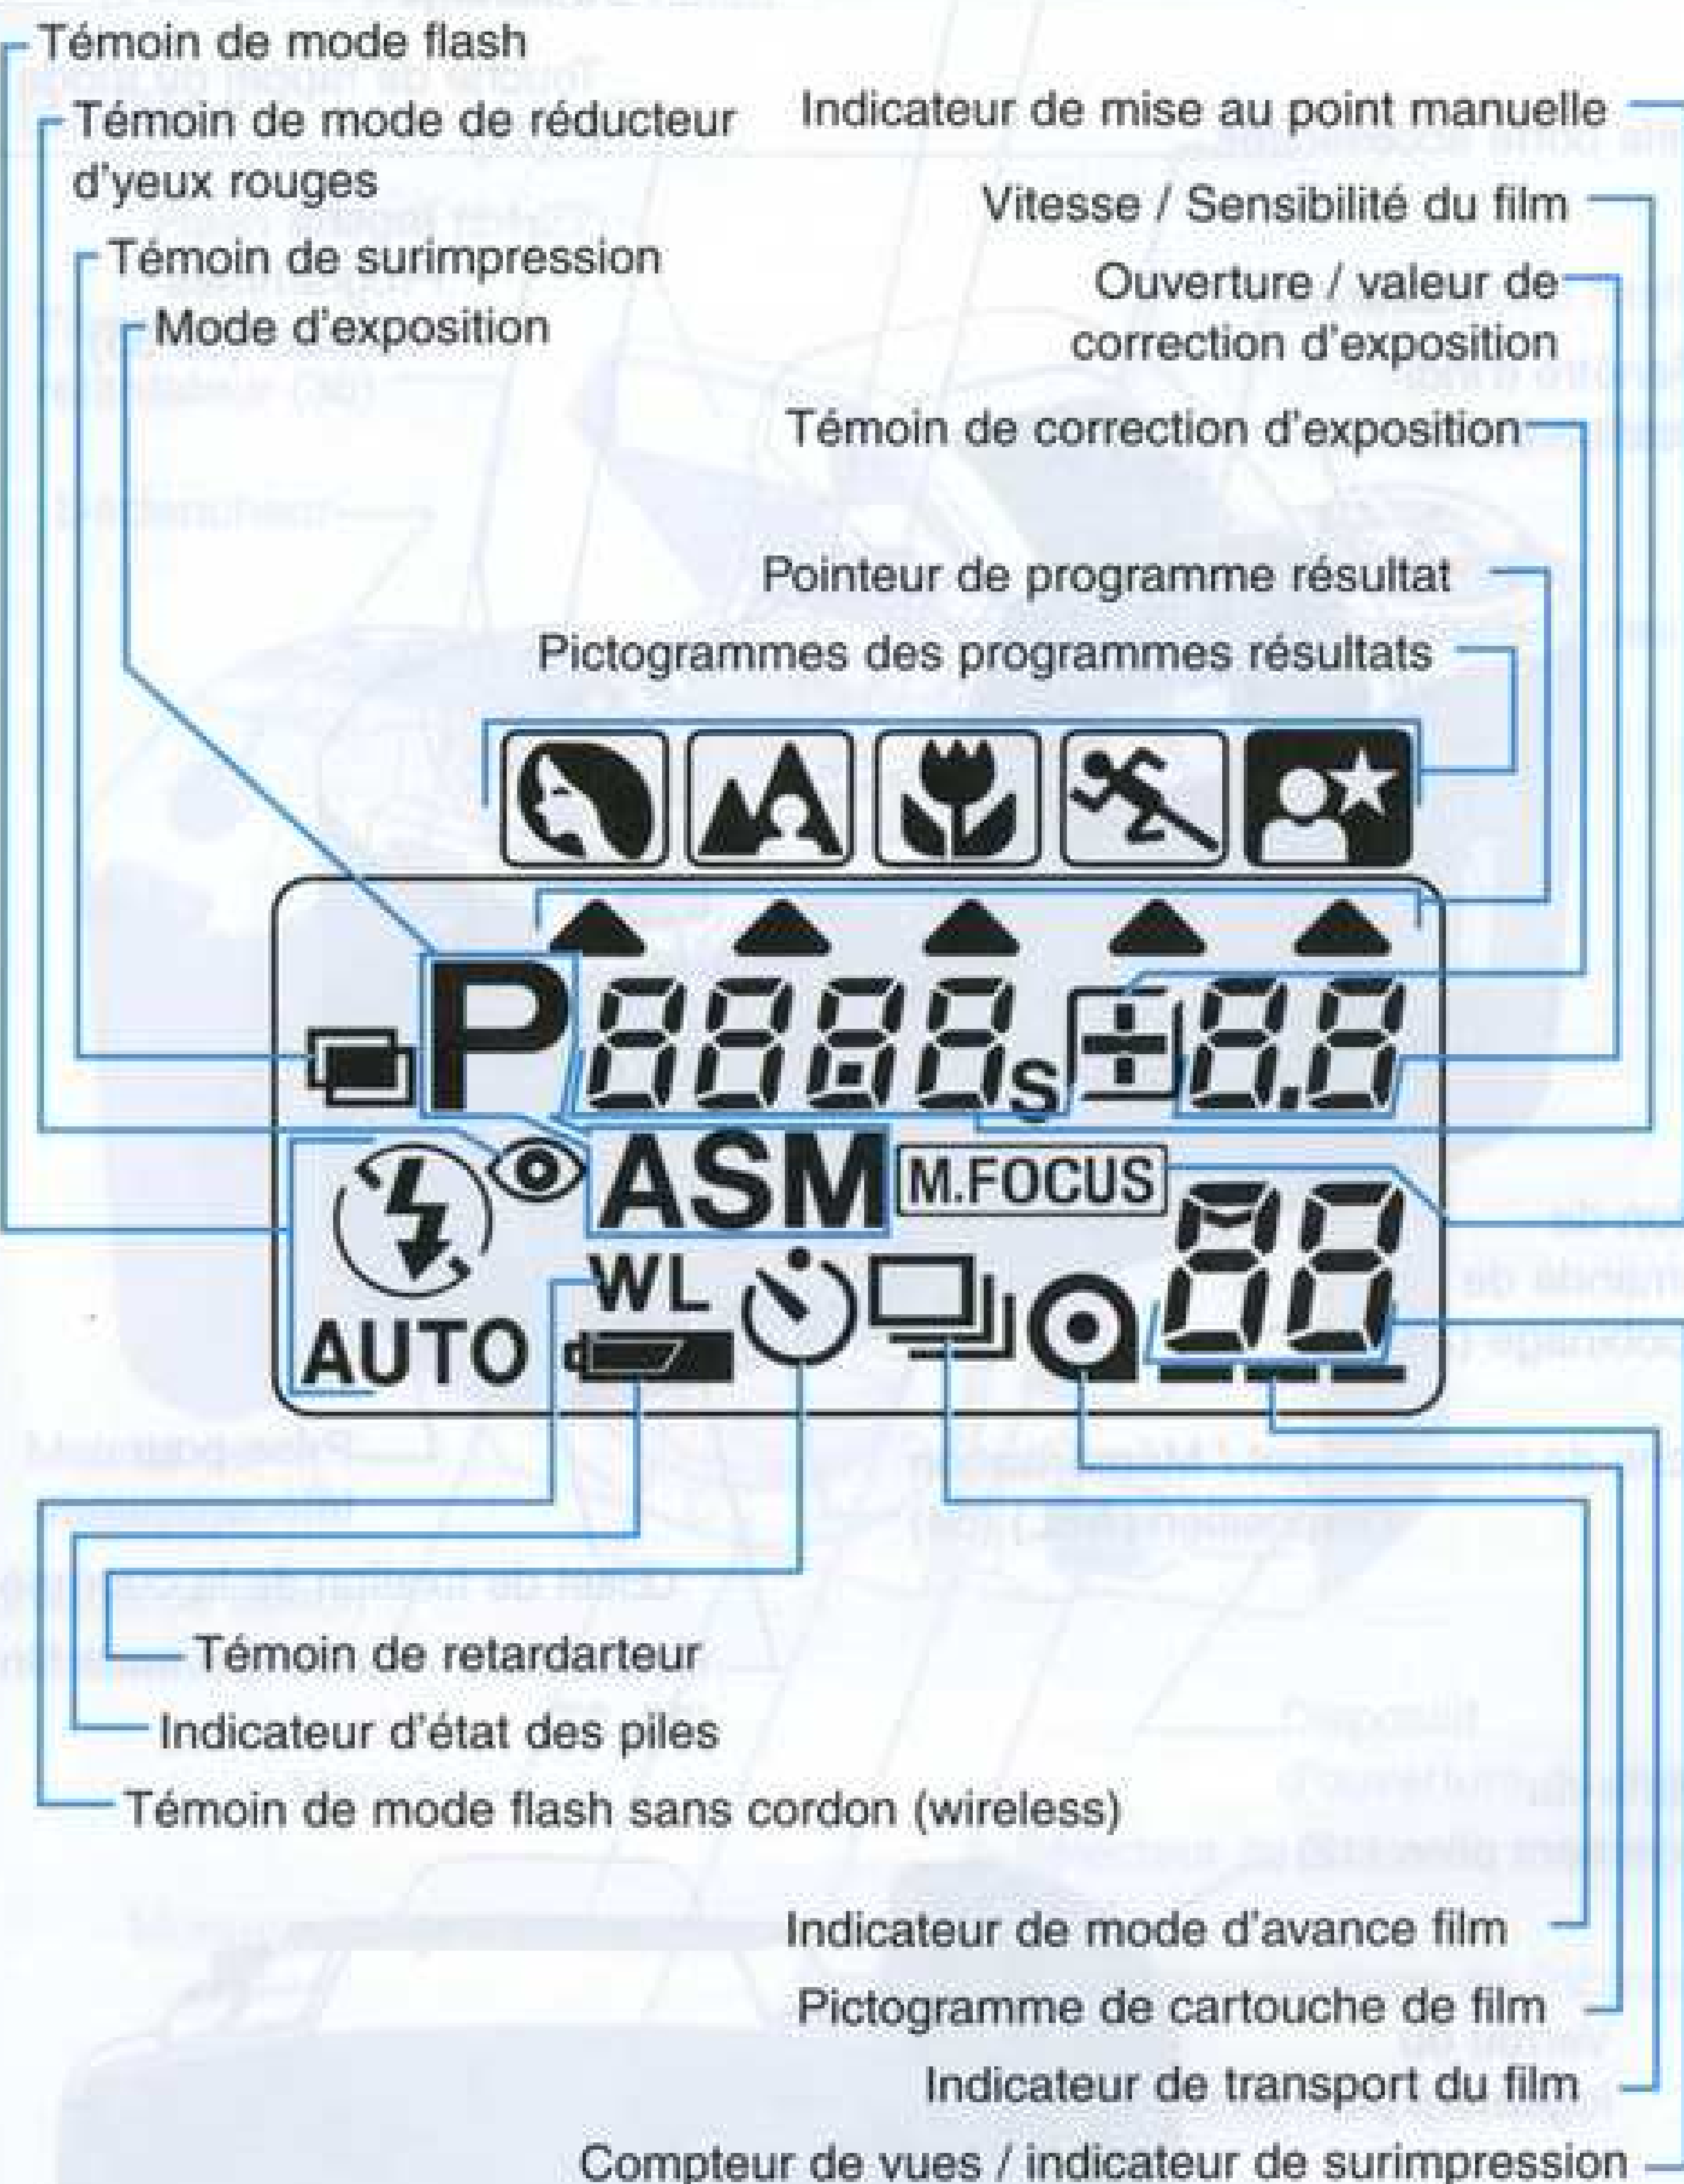 Témoin de mode flash
Témoin de mode de réducteur
d'yeux rouges
Témoin de surimpression
Mode d'exposition
Indicateur de mise au point manuelle
Vitesse / Sensibilité du film
Ouverture / valeur de
correction d'exposition
Témoin de correction d'exposition
Pointeur de programme résultat
Pictogrammes des programmes résultats
P 8888s + 8.8
ASM M.FOCUS 88
WL
AUTO
Témoin de retardarteur
Indicateur d'état des piles
Témoin de mode flash sans cordon (wireless)
Indicateur de mode d'avance film
Pictogramme de cartouche de film
Indicateur de transport du film
Compteur de vues / indicateur de surimpression